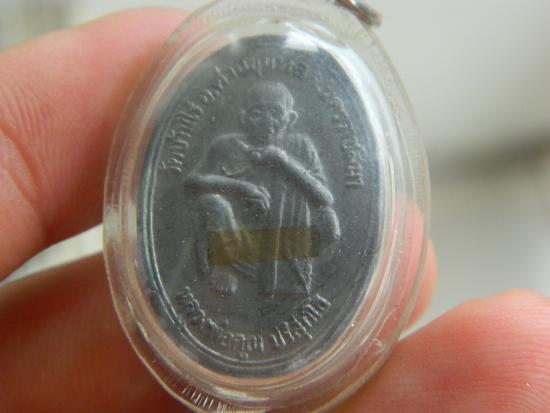 วัดบ้านไร่ อ.ด่านขุนทด จ.นครราชสีมา
หลวงพ่อคูณ ปริสุทโธ